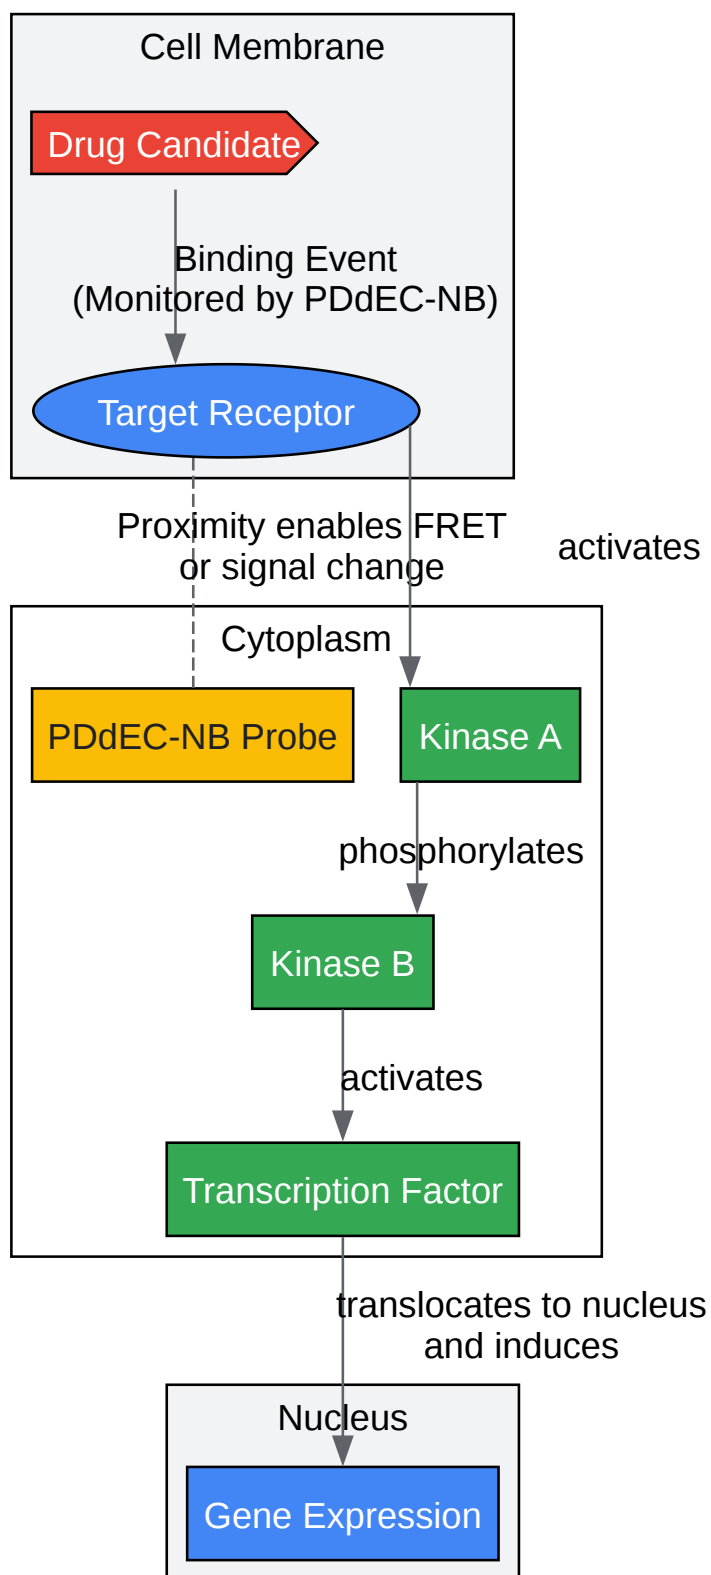 Cell Membrane
Drug Candidate
Binding Event
(Monitored by PDdEC-NB)
Target Receptor
Proximity enables FRET
or signal change
activates
Cytoplasm
PDdEC-NB Probe
Kinase A
phosphorylates
Kinase B
activates
Transcription Factor
translocates to nucleus
and induces
Nucleus
Gene Expression